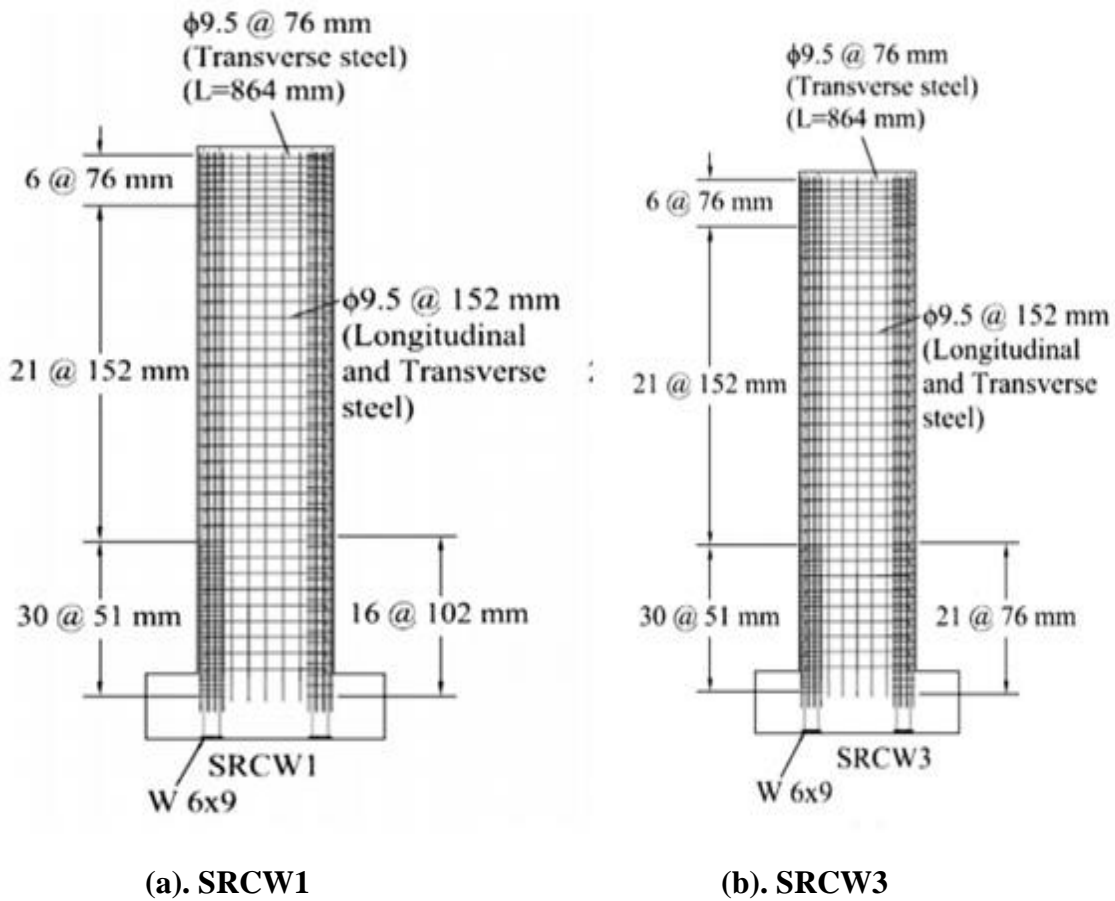 ϕ9.5 @ 76 mm
(Transverse steel)
(L=864 mm)
6 @ 76 mm
ϕ9.5 @ 152 mm
(Longitudinal
and Transverse
steel)
21 @ 152 mm
30 @ 51 mm
16 @ 102 mm
SRCW1
W 6x9
ϕ9.5 @ 76 mm
(Transverse steel)
(L=864 mm)
6 @ 76 mm
ϕ9.5 @ 152 mm
(Longitudinal
and Transverse
steel)
21 @ 152 mm
30 @ 51 mm
21 @ 76 mm
SRCW3
W 6x9
(a). SRCW1
(b). SRCW3